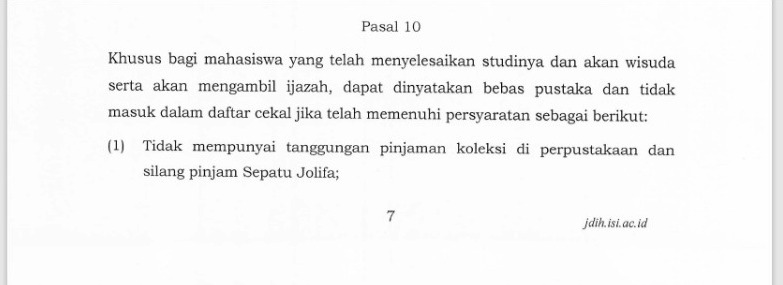 Pasal 10
Khusus bagi mahasiswa yang telah menyelesaikan studinya dan akan wisuda
serta akan mengambil ijazah, dapat dinyatakan bebas pustaka dan tidak
masuk dalam daftar cekal jika telah memenuhi persyaratan sebagai berikut:
(1) Tidak mempunyai tanggungan pinjaman koleksi di perpustakaan dan
silang pinjam Sepatu Jolifa;
7
jdih.isi.ac.id